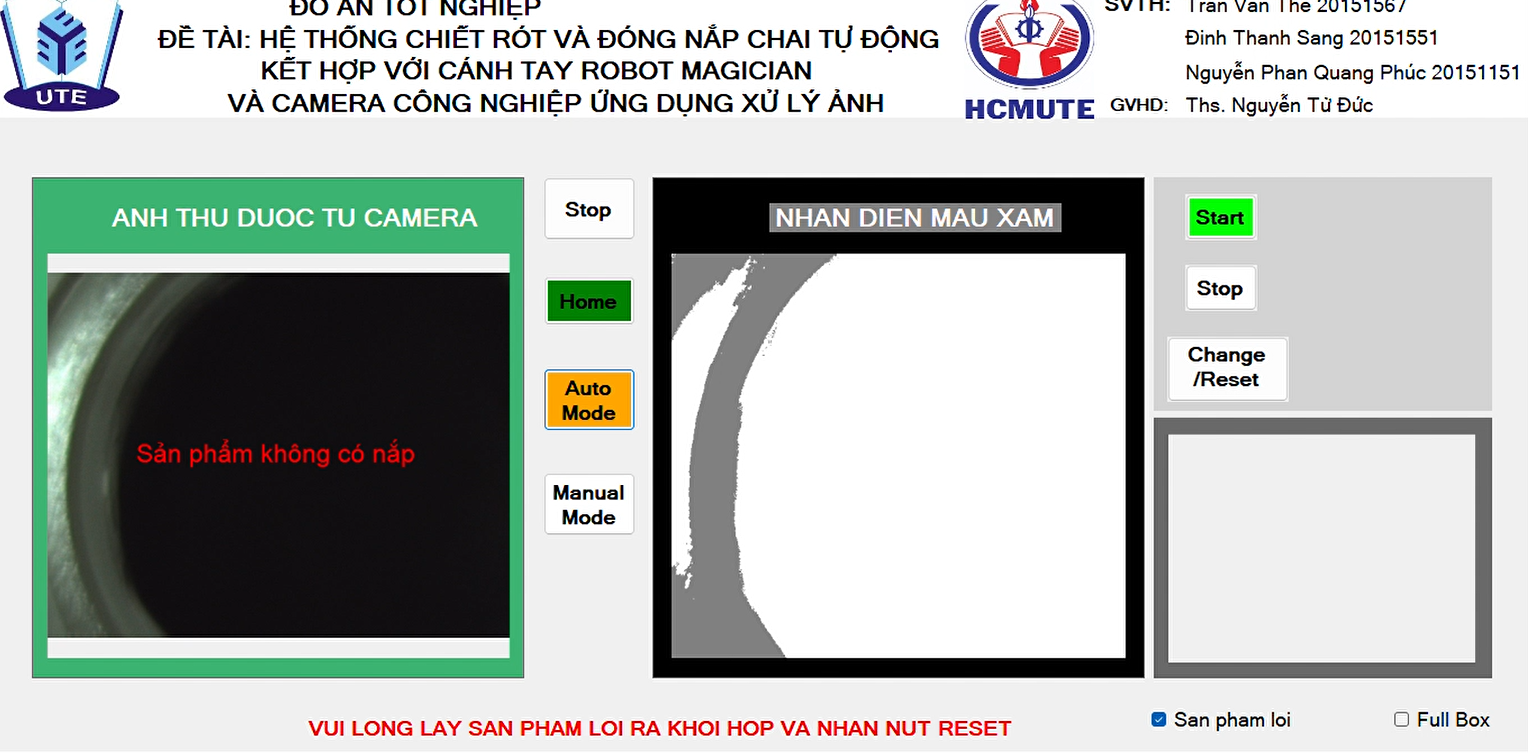 ĐỒ ÁN TỐT NGHIỆP
ĐỀ TÀI: HỆ THỐNG CHIẾT RÓT VÀ ĐÓNG NẮP CHAI TỰ ĐỘNG
KẾT HỢP VỚI CÁNH TAY ROBOT MAGICIAN
VÀ CAMERA CÔNG NGHIỆP ỨNG DỤNG XỬ LÝ ẢNH
UTE
HCMUTE
SVTH: Trần Văn Thế 20151567
Đinh Thanh Sang 20151551
Nguyễn Phan Quang Phúc 20151151
GVHD: Ths. Nguyễn Tử Đức
ANH THU DUOC TU CAMERA
Sản phẩm không có nắp
Stop
Home
Auto
Mode
Manual
Mode
NHAN DIEN MAU XAM
Start
Stop
Change
/Reset
VUI LONG LAY SAN PHAM LOI RA KHOI HOP VA NHAN NUT RESET
San pham loi
Full Box